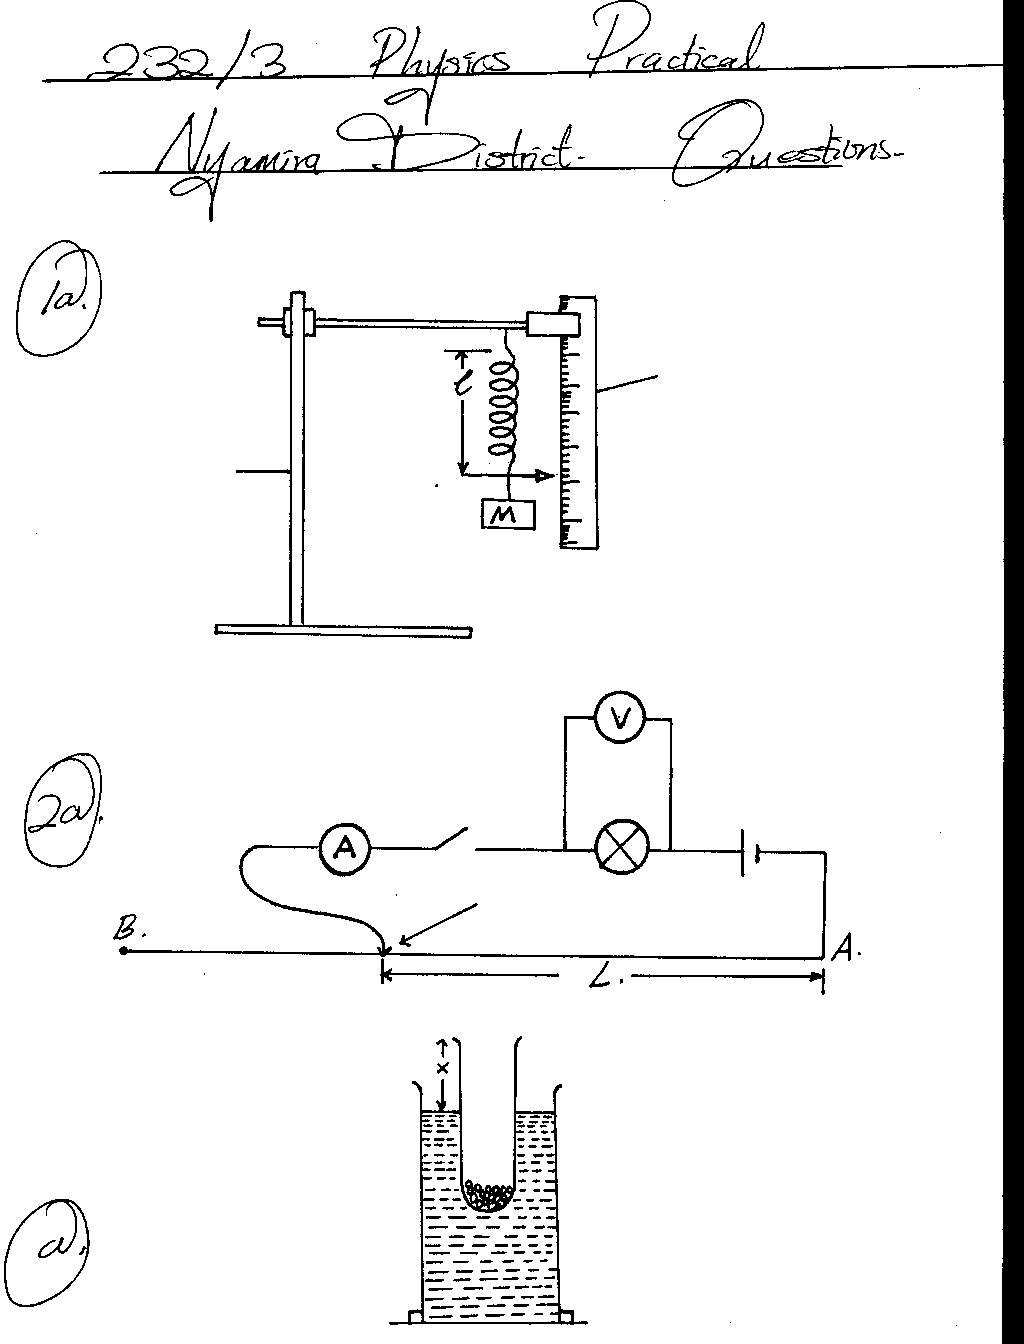 232/3 Physics Practical
Nyamira District. Questions.
1a.
l
M
V
2a.
A
B.
A.
L.
x
a.